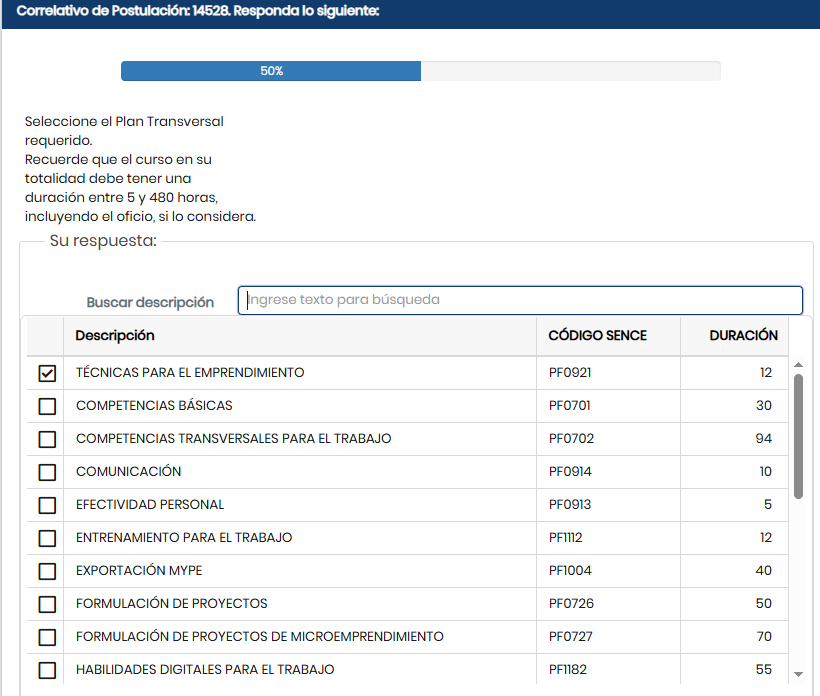 Correlativo de Postulación: 14528. Responda lo siguiente:
50%
Seleccione el Plan Transversal
requerido.
Recuerde que el curso en su
totalidad debe tener una
duración entre 5 y 480 horas,
incluyendo el oficio, si lo considera.
Su respuesta:
Buscar descripción Ingrese texto para búsqueda
Descripción CÓDIGO SENCE DURACIÓN
TÉCNICAS PARA EL EMPRENDIMIENTO PF0921 12
COMPETENCIAS BÁSICAS PF0701 30
COMPETENCIAS TRANSVERSALES PARA EL TRABAJO PF0702 94
COMUNICACIÓN PF0914 10
EFECTIVIDAD PERSONAL PF0913 5
ENTRENAMIENTO PARA EL TRABAJO PF1112 12
EXPORTACIÓN MYPE PF1004 40
FORMULACIÓN DE PROYECTOS PF0726 50
FORMULACIÓN DE PROYECTOS DE MICROEMPRENDIMIENTO PF0727 70
HABILIDADES DIGITALES PARA EL TRABAJO PF1182 55